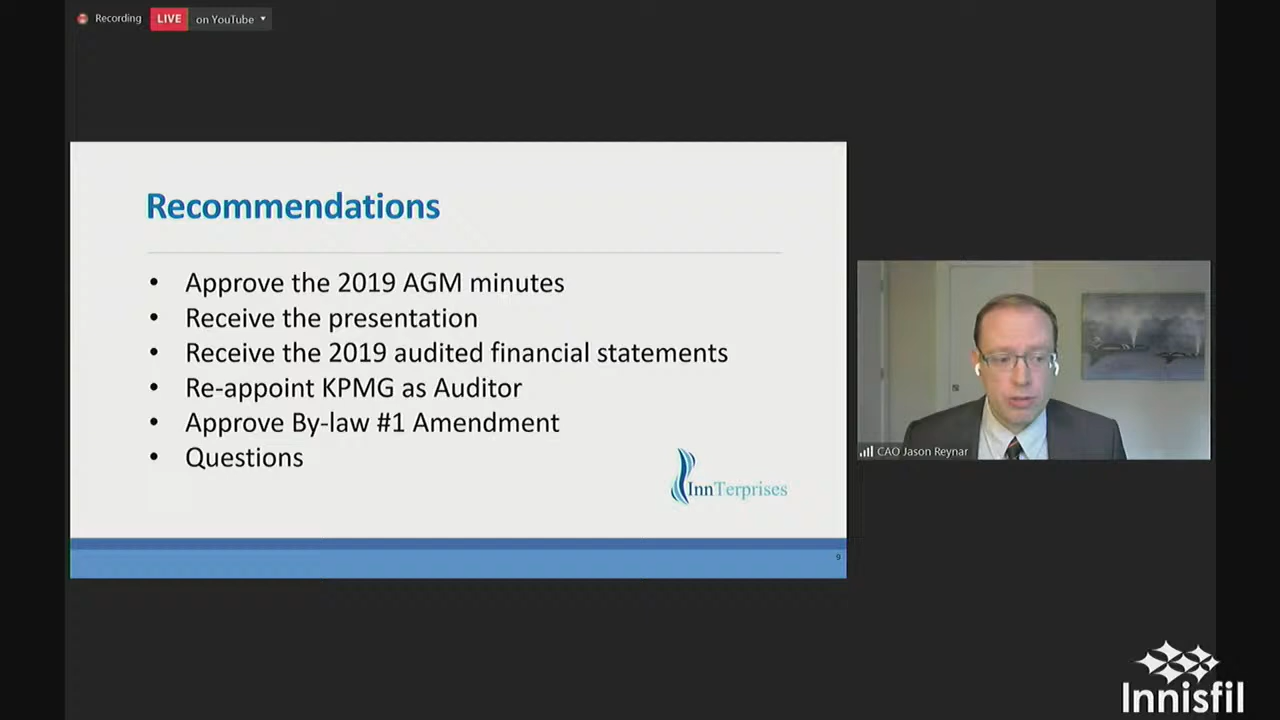 Recording LIVE on YouTube
Recommendations
• Approve the 2019 AGM minutes
• Receive the presentation
• Receive the 2019 audited financial statements
• Re-appoint KPMG as Auditor
• Approve By-law #1 Amendment
• Questions
InnTerprises
9
CAO Jason Reynar
Innisfil